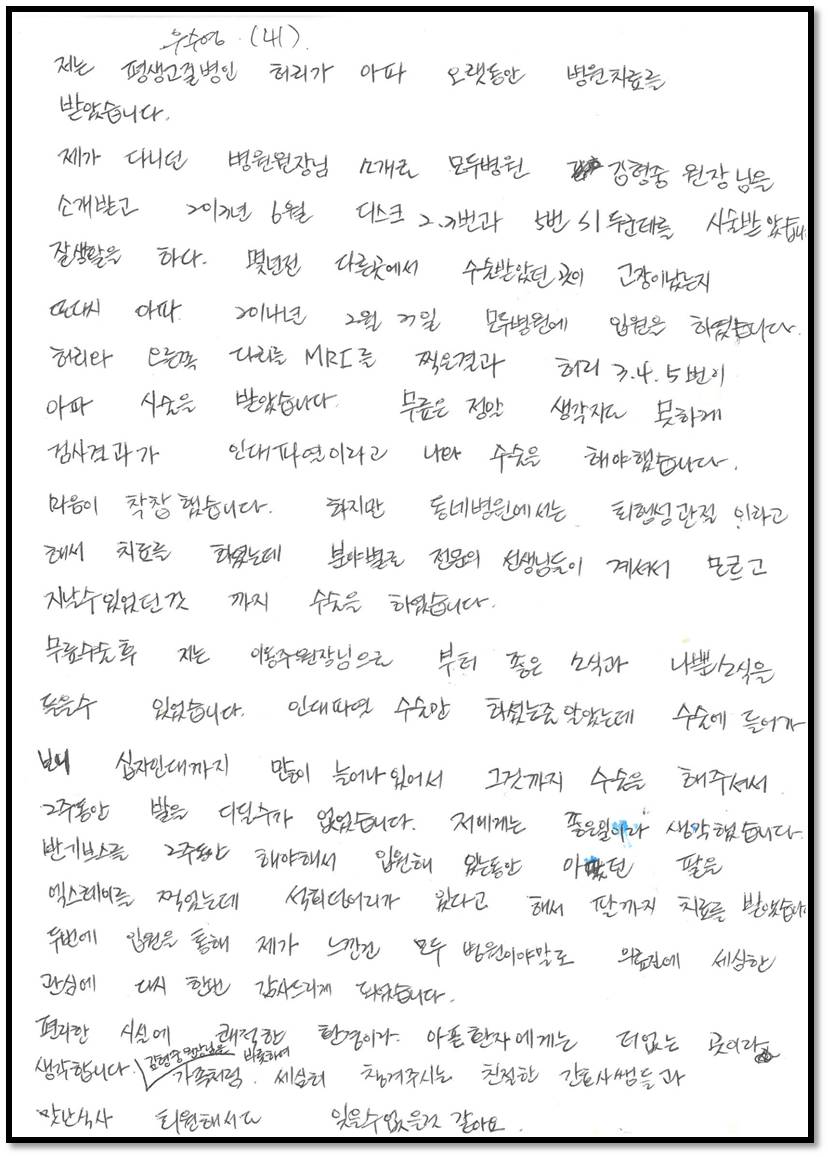 우수영 (41).
저는 평생고질병인 허리가 아파 오랫동안 병원치료를
받았습니다.
제가 다니던 병원원장님 소개로 모두병원 김형중 원장님을
소개받고 2013년 6월 디스크 2.3번과 5번 S1 두군데를 시술받았습니
잘생활을 하다. 몇년전 다른곳에서 수술받았던 곳이 고장이났는지
또다시 아파. 2014년 2월 27일 모두병원에 입원을 하였습니다.
허리와 오른쪽 다리를 MRI를 찍은결과 허리 3.4.5번이
아파 시술을 받았습니다. 무릎은 정말 생각지도 못하게
검사결과가 인대파열이라고 나와 수술을 해야했습니다.
마음이 착찹했습니다. 하지만 동네병원에서는 퇴행성관절이라고
해서 치료를 하였는데 분야별로 전문의 선생님들이 계셔서 모르고
지날수있었던것 까지 수술을 하였습니다.
무릎수술후 저는 이동주원장님으로 부터 좋은 소식과 나쁜소식을
들을수 있었습니다. 인대파열 수술만 하셨는줄알았는데 수술에 들어가
보니 십자인대까지 많이 늘어나있어서 그것까지 수술을 해주셔서
2주동안 발을 디딜수가 없었습니다. 저에게는 좋은일이라 생각했습니다.
반기브스를 2주동안 해야해서 입원해 있는동안 아팠던 팔을
엑스레이를 찍었는데 석회덩어리가 있다고 해서 팔까지 치료를 받았습니다
두번에 입원을 통해 제가 느낀건 모두 병원이야말로 의료진에 세심한
관심에 다시 한번 감사드리게 되었습니다.
편리한 시설에 쾌적한 환경이라. 아픈환자에게는 더없는 곳이라
생각합니다. 김형중원장님을 비롯하여 가족처럼. 세심히 챙겨주시는 친절한 간호사쌤들과
맛난식사 퇴원해서도 잊을수없을것 같아요.